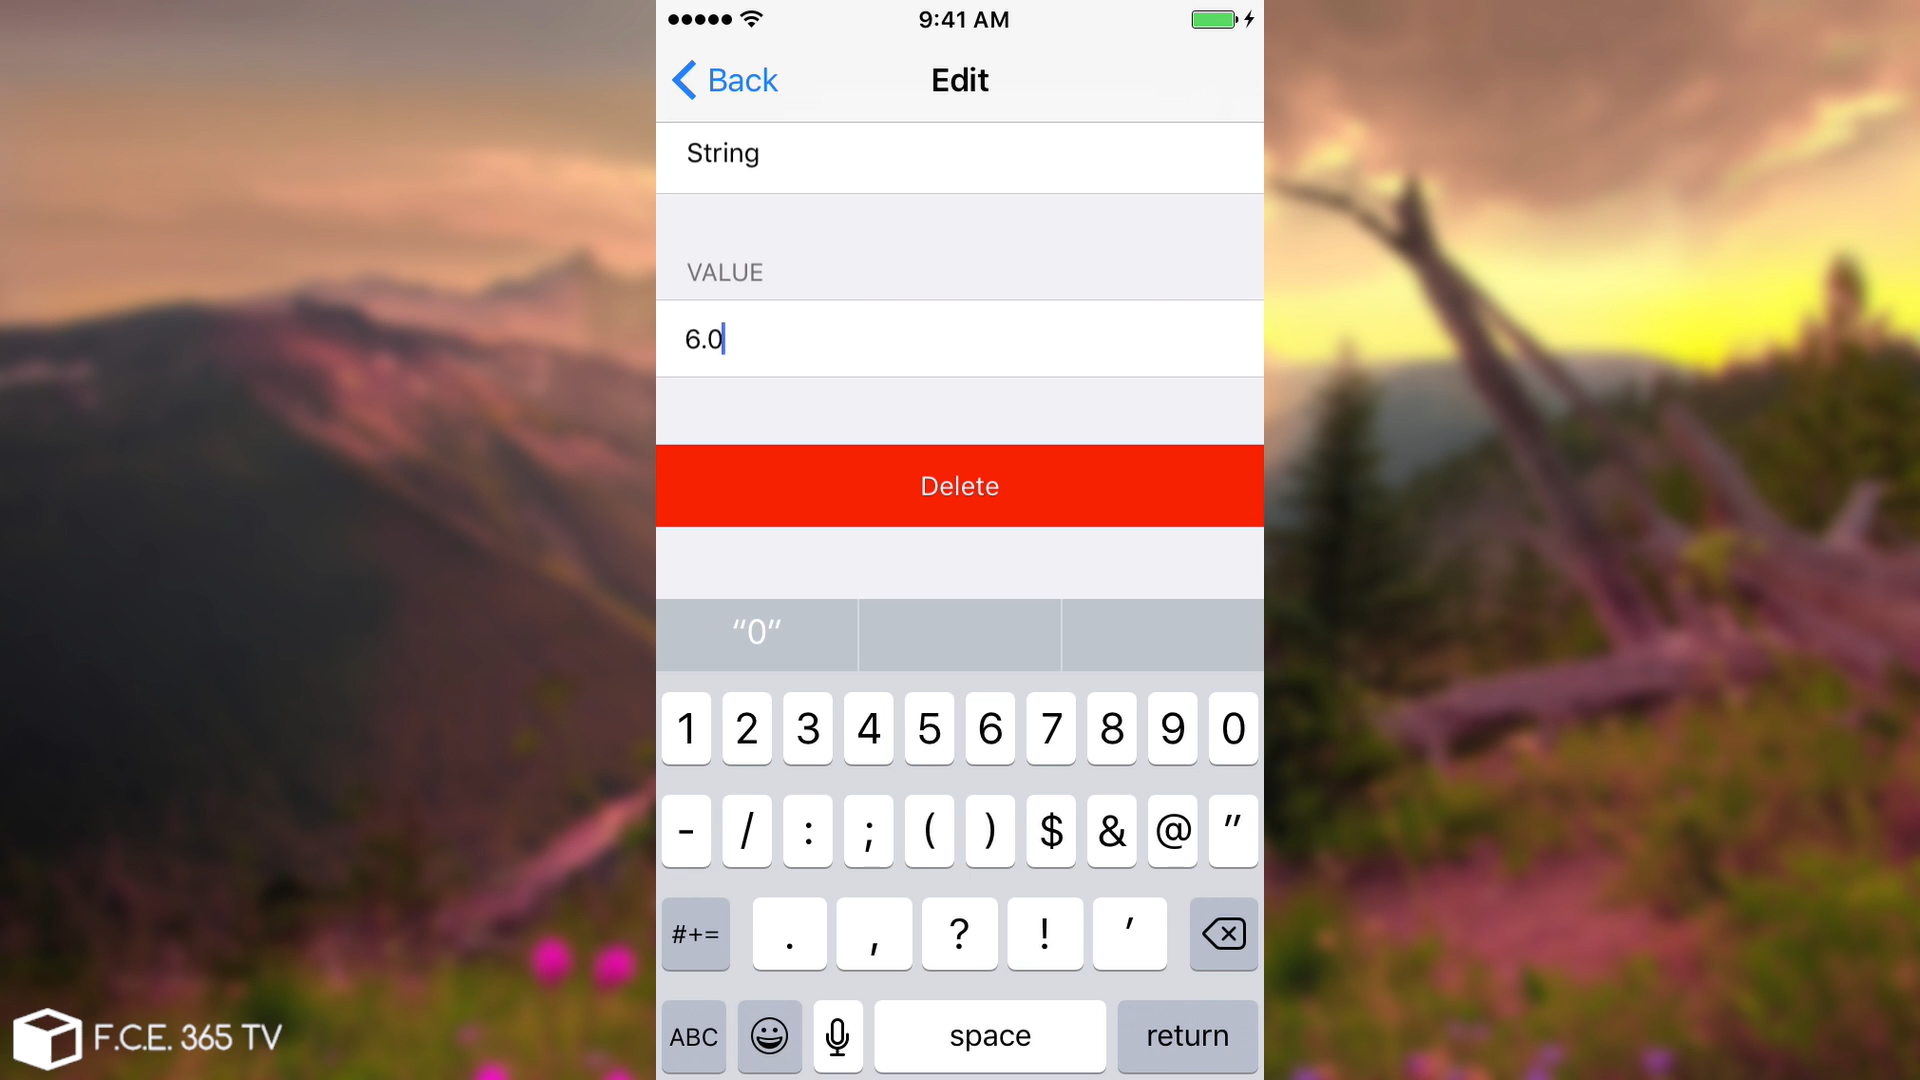 9:41 AM
Back
Edit
String
VALUE
6.0
Delete
“0”
1 2 3 4 5 6 7 8 9 0
- / : ; ( ) $ & @ "
#+= . , ? ! '
ABC space return
F.C.E. 365 TV